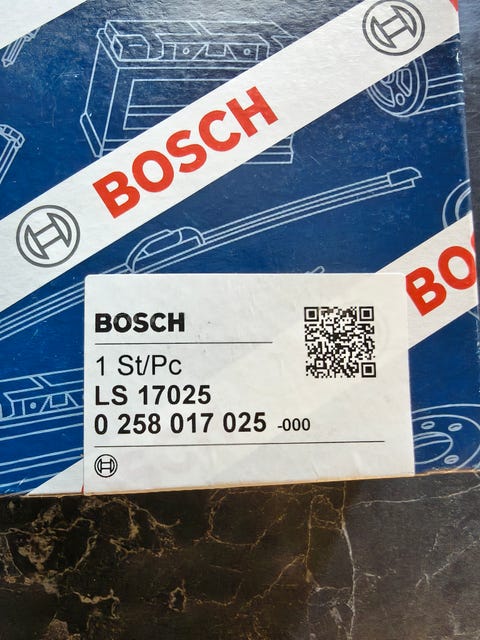 BOSCH
BO
BOSCH
1 St/Pc
LS 17025
0 258 017 025 -000